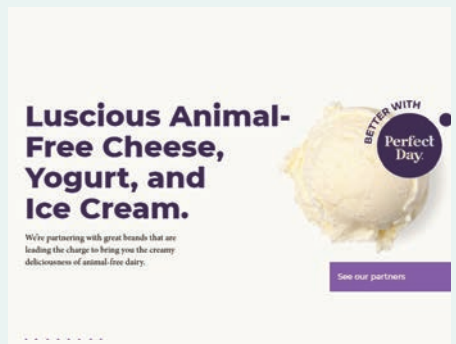 Luscious Animal-
Free Cheese,
Yogurt, and
Ice Cream.
We're partnering with great brands that are
leading the charge to bring you the creamy
deliciousness of animal-free dairy.
BETTER WITH
Perfect
Day.
See our partners